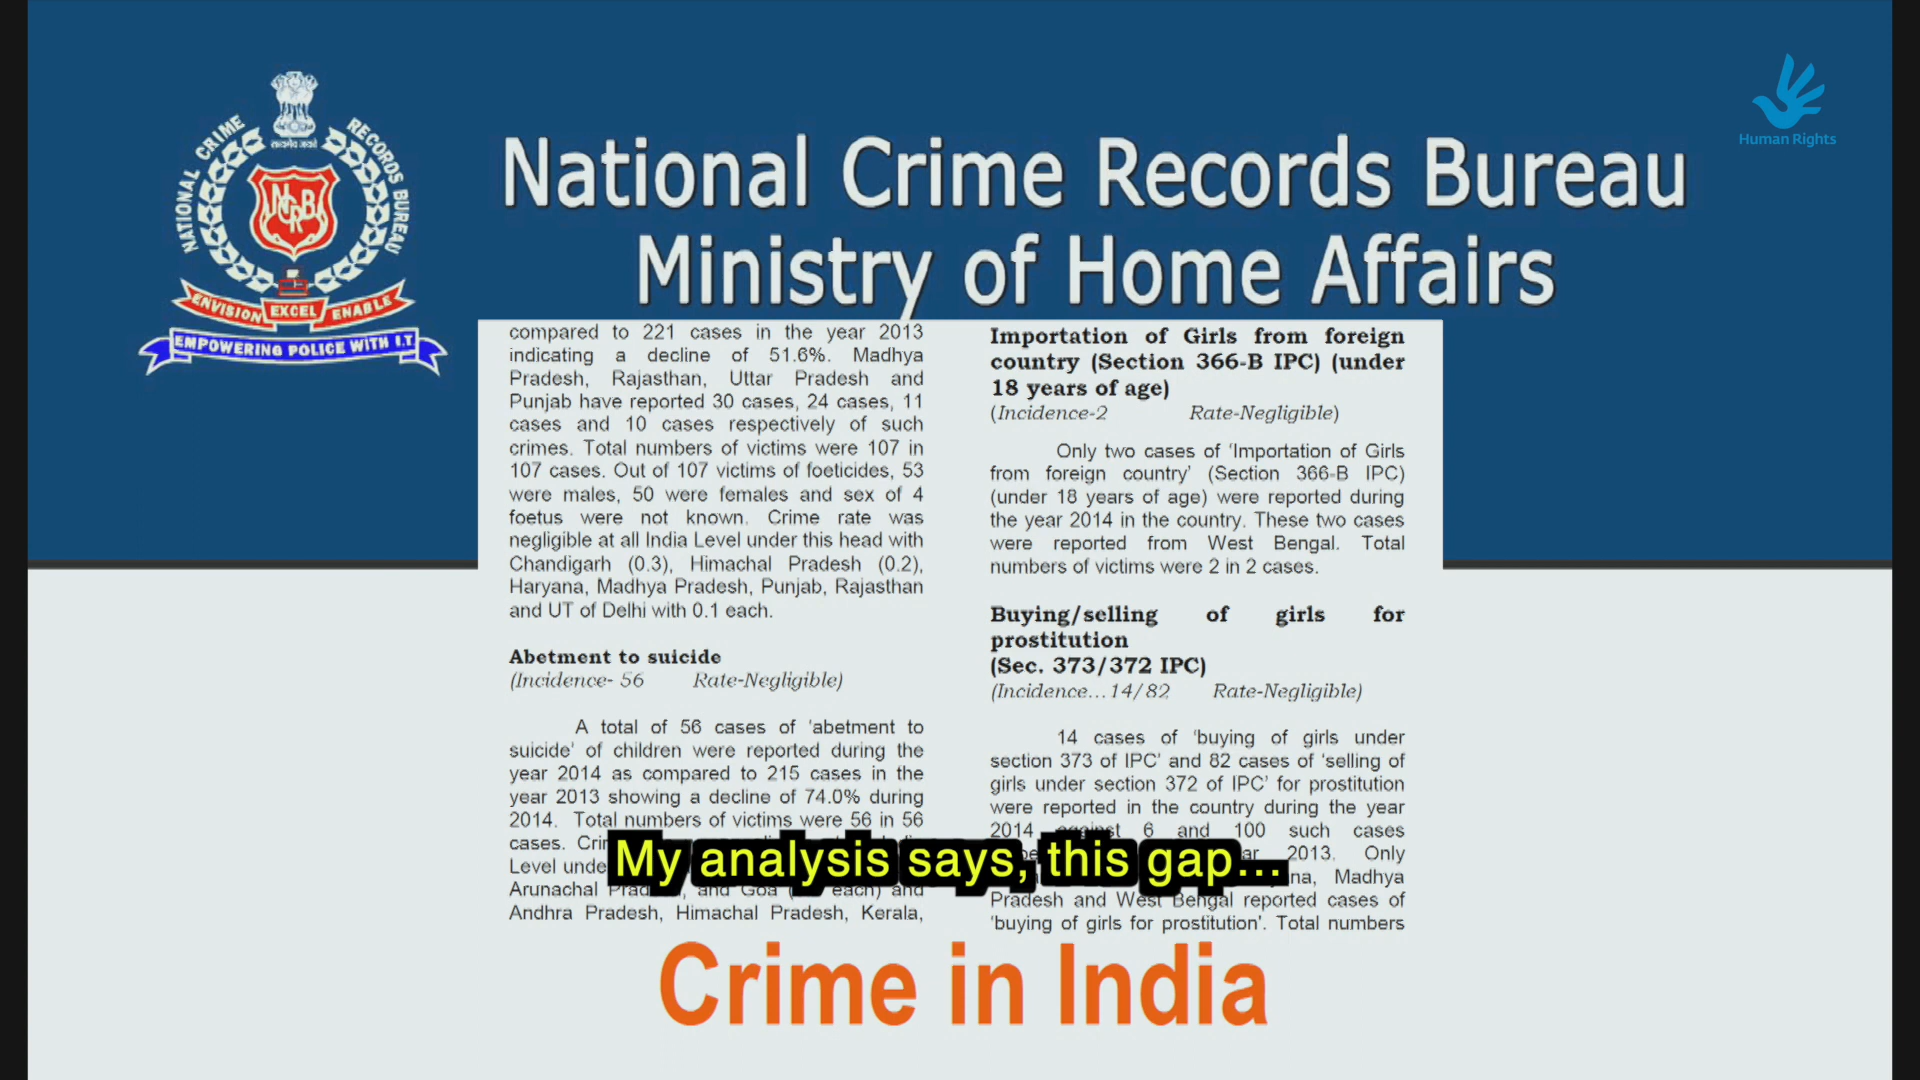 NATIONAL CRIME RECORDS BUREAU
सत्यमेव जयते
NCRB
ENVISION EXCEL ENABLE
EMPOWERING POLICE WITH I.T.
Human Rights
National Crime Records Bureau
Ministry of Home Affairs
compared to 221 cases in the year 2013
indicating a decline of 51.6%. Madhya
Pradesh, Rajasthan, Uttar Pradesh and
Punjab have reported 30 cases, 24 cases, 11
cases and 10 cases respectively of such
crimes. Total numbers of victims were 107 in
107 cases. Out of 107 victims of foeticides, 53
were males, 50 were females and sex of 4
foetus were not known. Crime rate was
negligible at all India Level under this head with
Chandigarh (0.3), Himachal Pradesh (0.2),
Haryana, Madhya Pradesh, Punjab, Rajasthan
and UT of Delhi with 0.1 each.
Abetment to suicide
(Incidence- 56 Rate-Negligible)
A total of 56 cases of 'abetment to
suicide' of children were reported during the
year 2014 as compared to 215 cases in the
year 2013 showing a decline of 74.0% during
2014. Total numbers of victims were 56 in 56
cases.
Level
Arunachal and Goa each) and
Andhra Pradesh, Himachal Pradesh, Kerala,
Importation of Girls from foreign
country (Section 366-B IPC) (under
18 years of age)
(Incidence-2 Rate-Negligible)
Only two cases of 'Importation of Girls
from foreign country' (Section 366-B IPC)
(under 18 years of age) were reported during
the year 2014 in the country. These two cases
were reported from West Bengal. Total
numbers of victims were 2 in 2 cases.
Buying/selling of girls for
prostitution
(Sec. 373/372 IPC)
(Incidence...14/82 Rate-Negligible)
14 cases of 'buying of girls under
section 373 of IPC' and 82 cases of 'selling of
girls under section 372 of IPC' for prostitution
were reported in the country during the year
2014 against 6 and 100 such cases
2013. Only
Madhya
Pradesh and West Bengal reported cases of
'buying of girls for prostitution'. Total numbers
My analysis says, this gap...
Crime in India